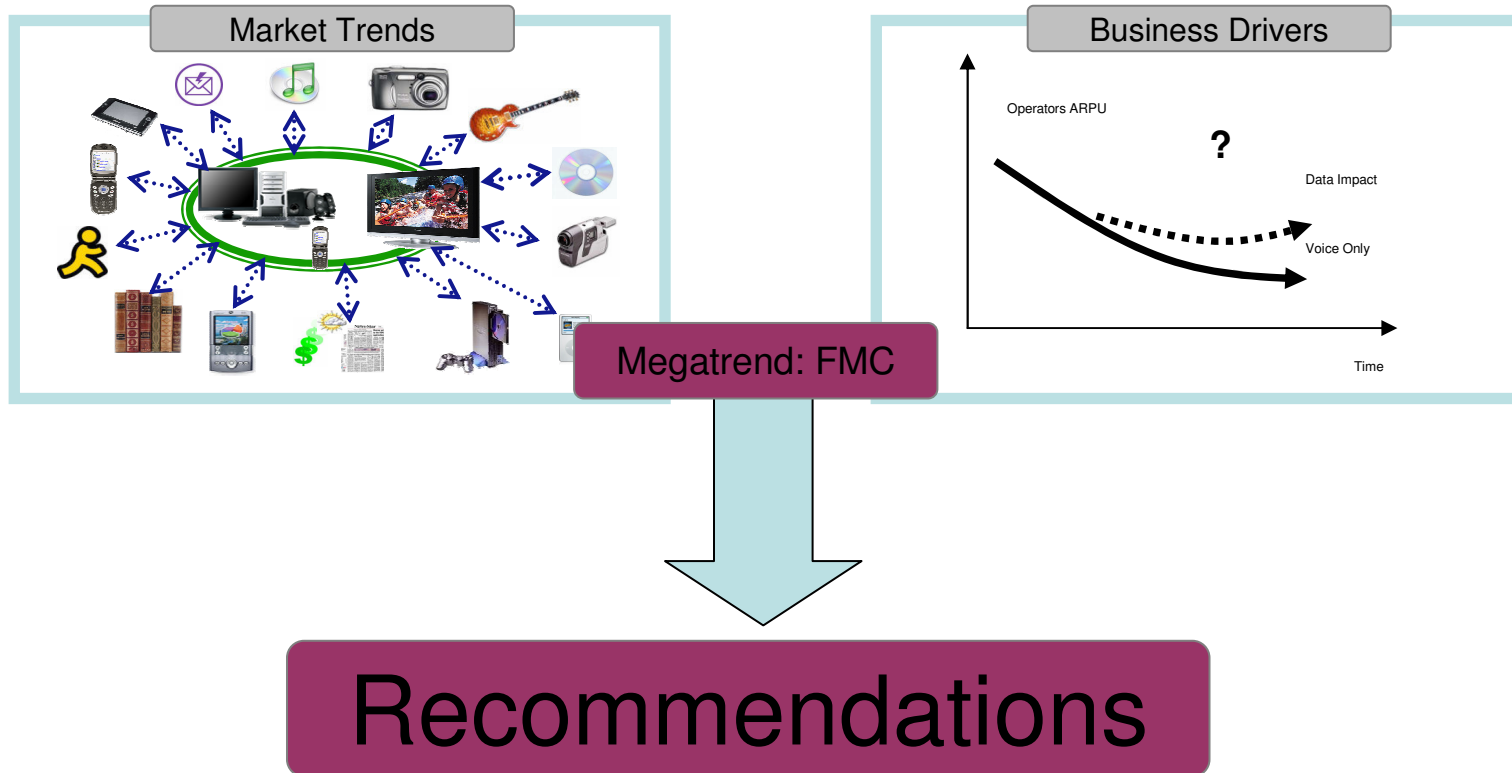 Market Trends
Business Drivers
Operators ARPU
?
Data Impact
Voice Only
Time
Megatrend: FMC
Recommendations